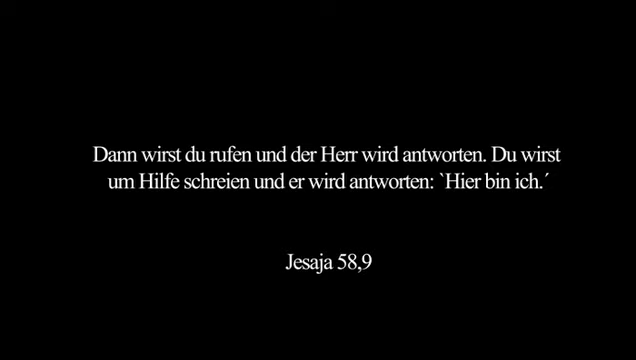 Dann wirst du rufen und der Herr wird antworten. Du wirst
um Hilfe schreien und er wird antworten: `Hier bin ich.´
Jesaja 58,9